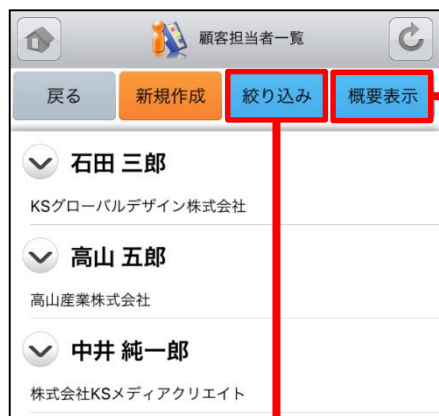 顧客担当者一覧
戻る 新規作成 絞り込み 概要表示
石田 三郎
KSグローバルデザイン株式会社
高山 五郎
高山産業株式会社
中井 純一郎
株式会社KSメディアクリエイト